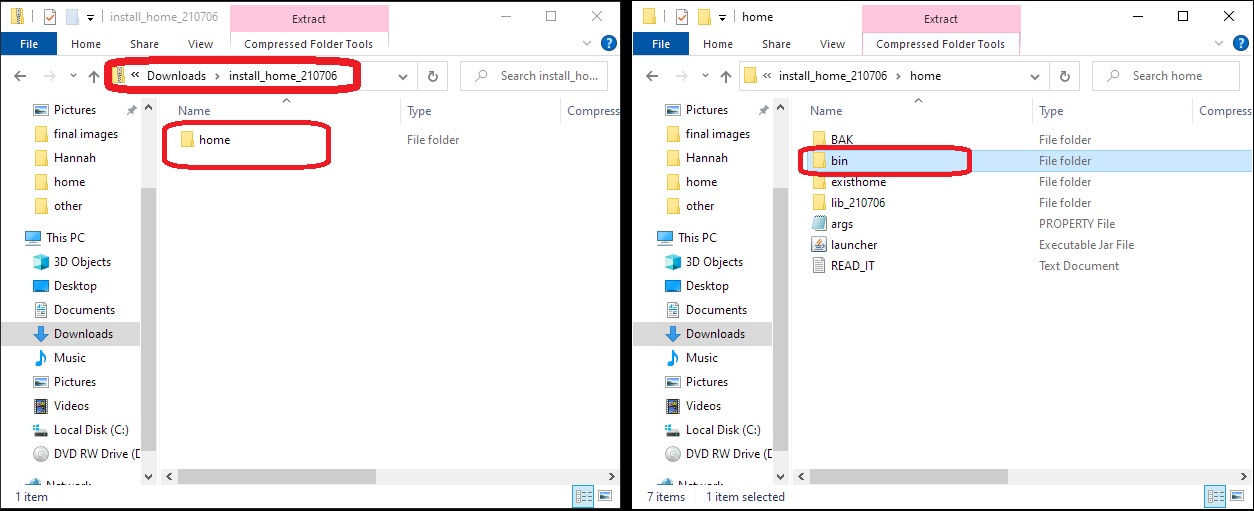 install_home_210706
Extract
File
Home
Share
View
Compressed Folder Tools
Downloads
install_home_210706
Search install_ho...
Pictures
final images
Hannah
home
other
This PC
3D Objects
Desktop
Documents
Downloads
Music
Pictures
Videos
Local Disk (C:)
DVD RW Drive (D
Network
Name
Type
Compress
home
File folder
1 item
home
Extract
File
Home
Share
View
Compressed Folder Tools
install_home_210706
home
Search home
Pictures
final images
Hannah
home
other
This PC
3D Objects
Desktop
Documents
Downloads
Music
Pictures
Videos
Local Disk (C:)
DVD RW Drive (D
Network
Name
Type
Compress
BAK
File folder
bin
File folder
existhome
File folder
lib_210706
File folder
args
PROPERTY File
launcher
Executable Jar File
READ_IT
Text Document
7 items
1 item selected